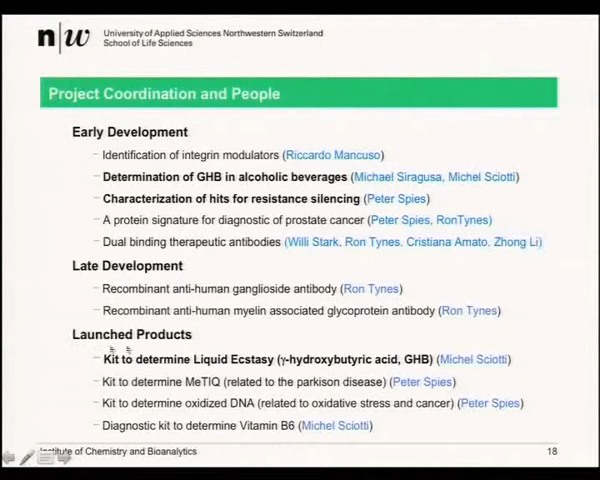 n|w University of Applied Sciences Northwestern Switzerland
School of Life Sciences
Project Coordination and People
Early Development
– Identification of integrin modulators (Riccardo Mancuso)
– Determination of GHB in alcoholic beverages (Michael Siragusa, Michel Sciotti)
– Characterization of hits for resistance silencing (Peter Spies)
– A protein signature for diagnostic of prostate cancer (Peter Spies, RonTynes)
– Dual binding therapeutic antibodies (Willi Stark, Ron Tynes, Cristiana Amato, Zhong Li)
Late Development
– Recombinant anti-human ganglioside antibody (Ron Tynes)
– Recombinant anti-human myelin associated glycoprotein antibody (Ron Tynes)
Launched Products
– Kit to determine Liquid Ecstasy (γ-hydroxybutyric acid, GHB) (Michel Sciotti)
– Kit to determine MeTIQ (related to the parkison disease) (Peter Spies)
– Kit to determine oxidized DNA (related to oxidative stress and cancer) (Peter Spies)
– Diagnostic kit to determine Vitamin B6 (Michel Sciotti)
Institute of Chemistry and Bioanalytics 18